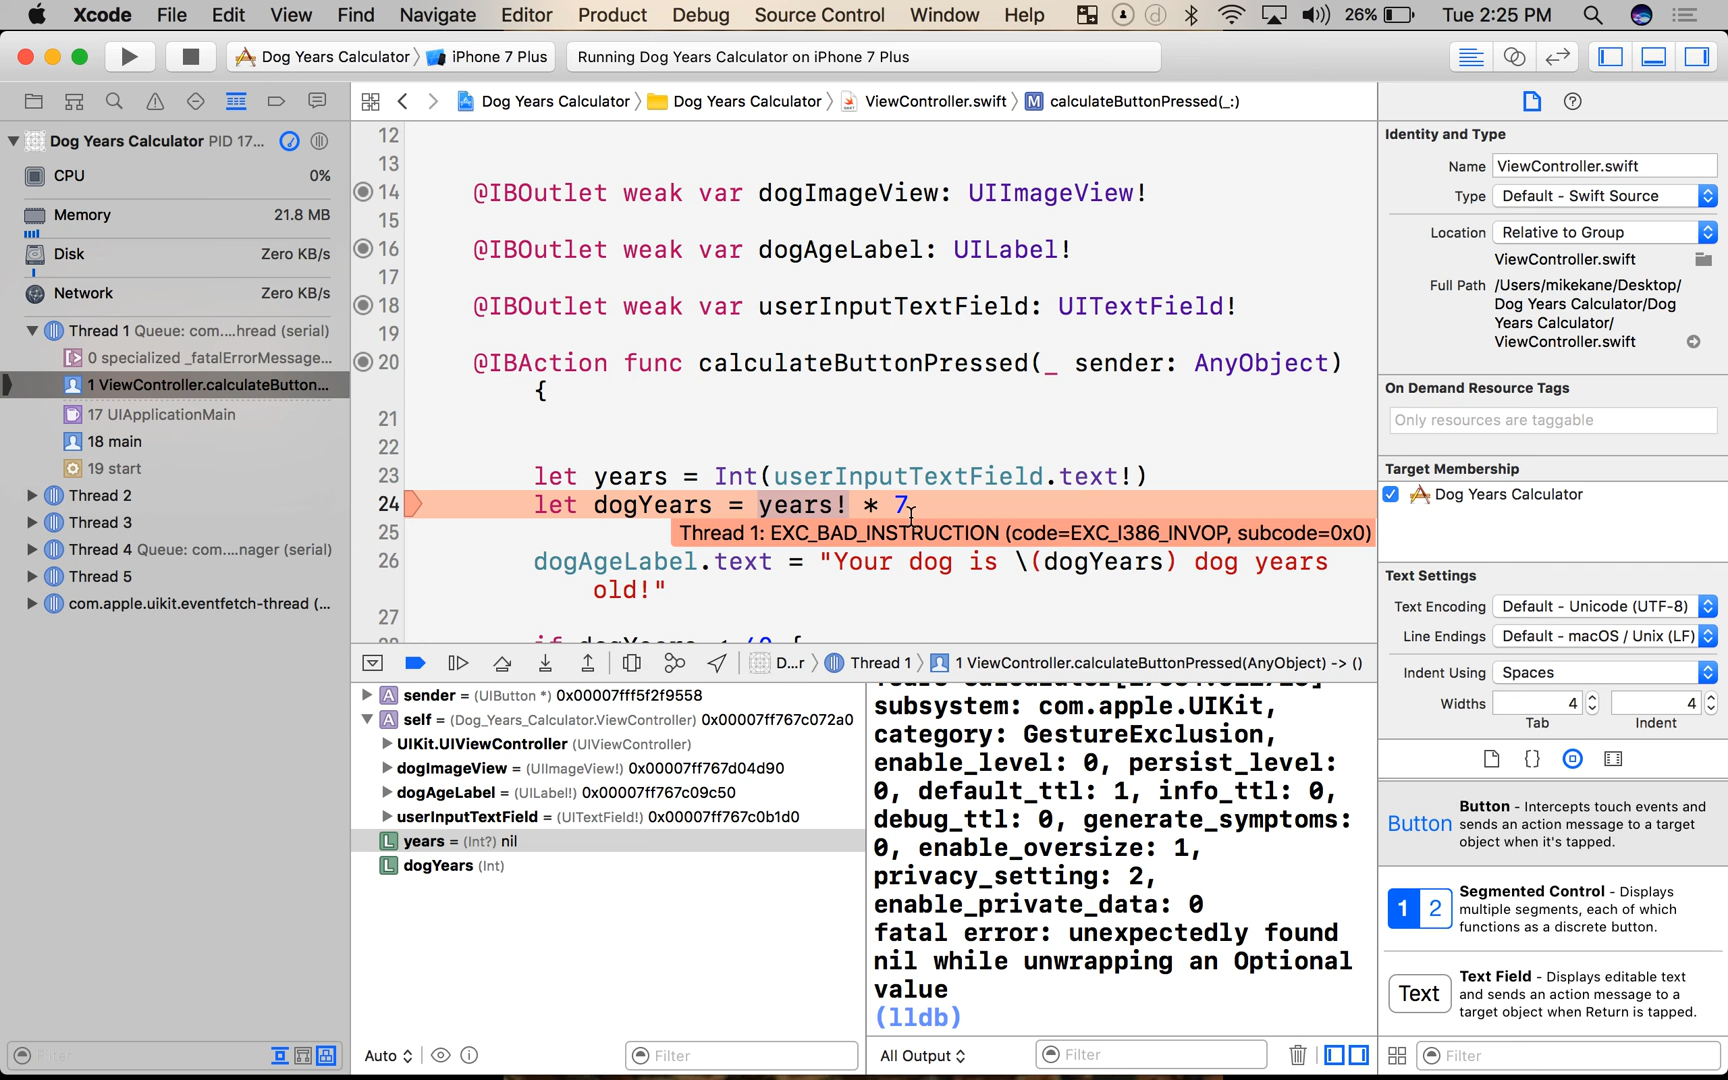 Xcode File Edit View Find Navigate Editor Product Debug Source Control Window Help 26% Tue 2:25 PM
Dog Years Calculator iPhone 7 Plus Running Dog Years Calculator on iPhone 7 Plus
Dog Years Calculator Dog Years Calculator ViewController.swift M calculateButtonPressed(_:)
Dog Years Calculator PID 17...
CPU 0%
Memory 21.8 MB
Disk Zero KB/s
Network Zero KB/s
Thread 1 Queue: com....hread (serial)
0 specialized _fatalErrorMessage...
1 ViewController.calculateButton...
17 UIApplicationMain
18 main
19 start
Thread 2
Thread 3
Thread 4 Queue: com....nager (serial)
Thread 5
com.apple.uikit.eventfetch-thread (...
Filter
12
13
14 @IBOutlet weak var dogImageView: UIImageView!
15
16 @IBOutlet weak var dogAgeLabel: UILabel!
17
18 @IBOutlet weak var userInputTextField: UITextField!
19
20 @IBAction func calculateButtonPressed(_ sender: AnyObject)
{
21
22
23 let years = Int(userInputTextField.text!)
24 let dogYears = years! * 7
Thread 1: EXC_BAD_INSTRUCTION (code=EXC_I386_INVOP, subcode=0x0)
25
26 dogAgeLabel.text = "Your dog is \(dogYears) dog years
old!"
27
D...r Thread 1 1 ViewController.calculateButtonPressed(AnyObject) -> ()
A sender = (UIButton *) 0x00007fff5f2f9558
A self = (Dog_Years_Calculator.ViewController) 0x00007ff767c072a0
UIKit.UIViewController (UIViewController)
dogImageView = (UIImageView!) 0x00007ff767d04d90
dogAgeLabel = (UILabel!) 0x00007ff767c09c50
userInputTextField = (UITextField!) 0x00007ff767c0b1d0
L years = (Int?) nil
L dogYears (Int)
Auto Filter
subsystem: com.apple.UIKit,
category: GestureExclusion,
enable_level: 0, persist_level:
0, default_ttl: 1, info_ttl: 0,
debug_ttl: 0, generate_symptoms:
0, enable_oversize: 1,
privacy_setting: 2,
enable_private_data: 0
fatal error: unexpectedly found
nil while unwrapping an Optional
value
(lldb)
All Output Filter
Identity and Type
Name ViewController.swift
Type Default - Swift Source
Location Relative to Group
ViewController.swift
Full Path /Users/mikekane/Desktop/
Dog Years Calculator/Dog
Years Calculator/
ViewController.swift
On Demand Resource Tags
Only resources are taggable
Target Membership
Dog Years Calculator
Text Settings
Text Encoding Default - Unicode (UTF-8)
Line Endings Default - macOS / Unix (LF)
Indent Using Spaces
Widths 4 4
Tab Indent
Button
Button - Intercepts touch events and
sends an action message to a target
object when it's tapped.
1 2
Segmented Control - Displays
multiple segments, each of which
functions as a discrete button.
Text
Text Field - Displays editable text
and sends an action message to a
target object when Return is tapped.
Filter